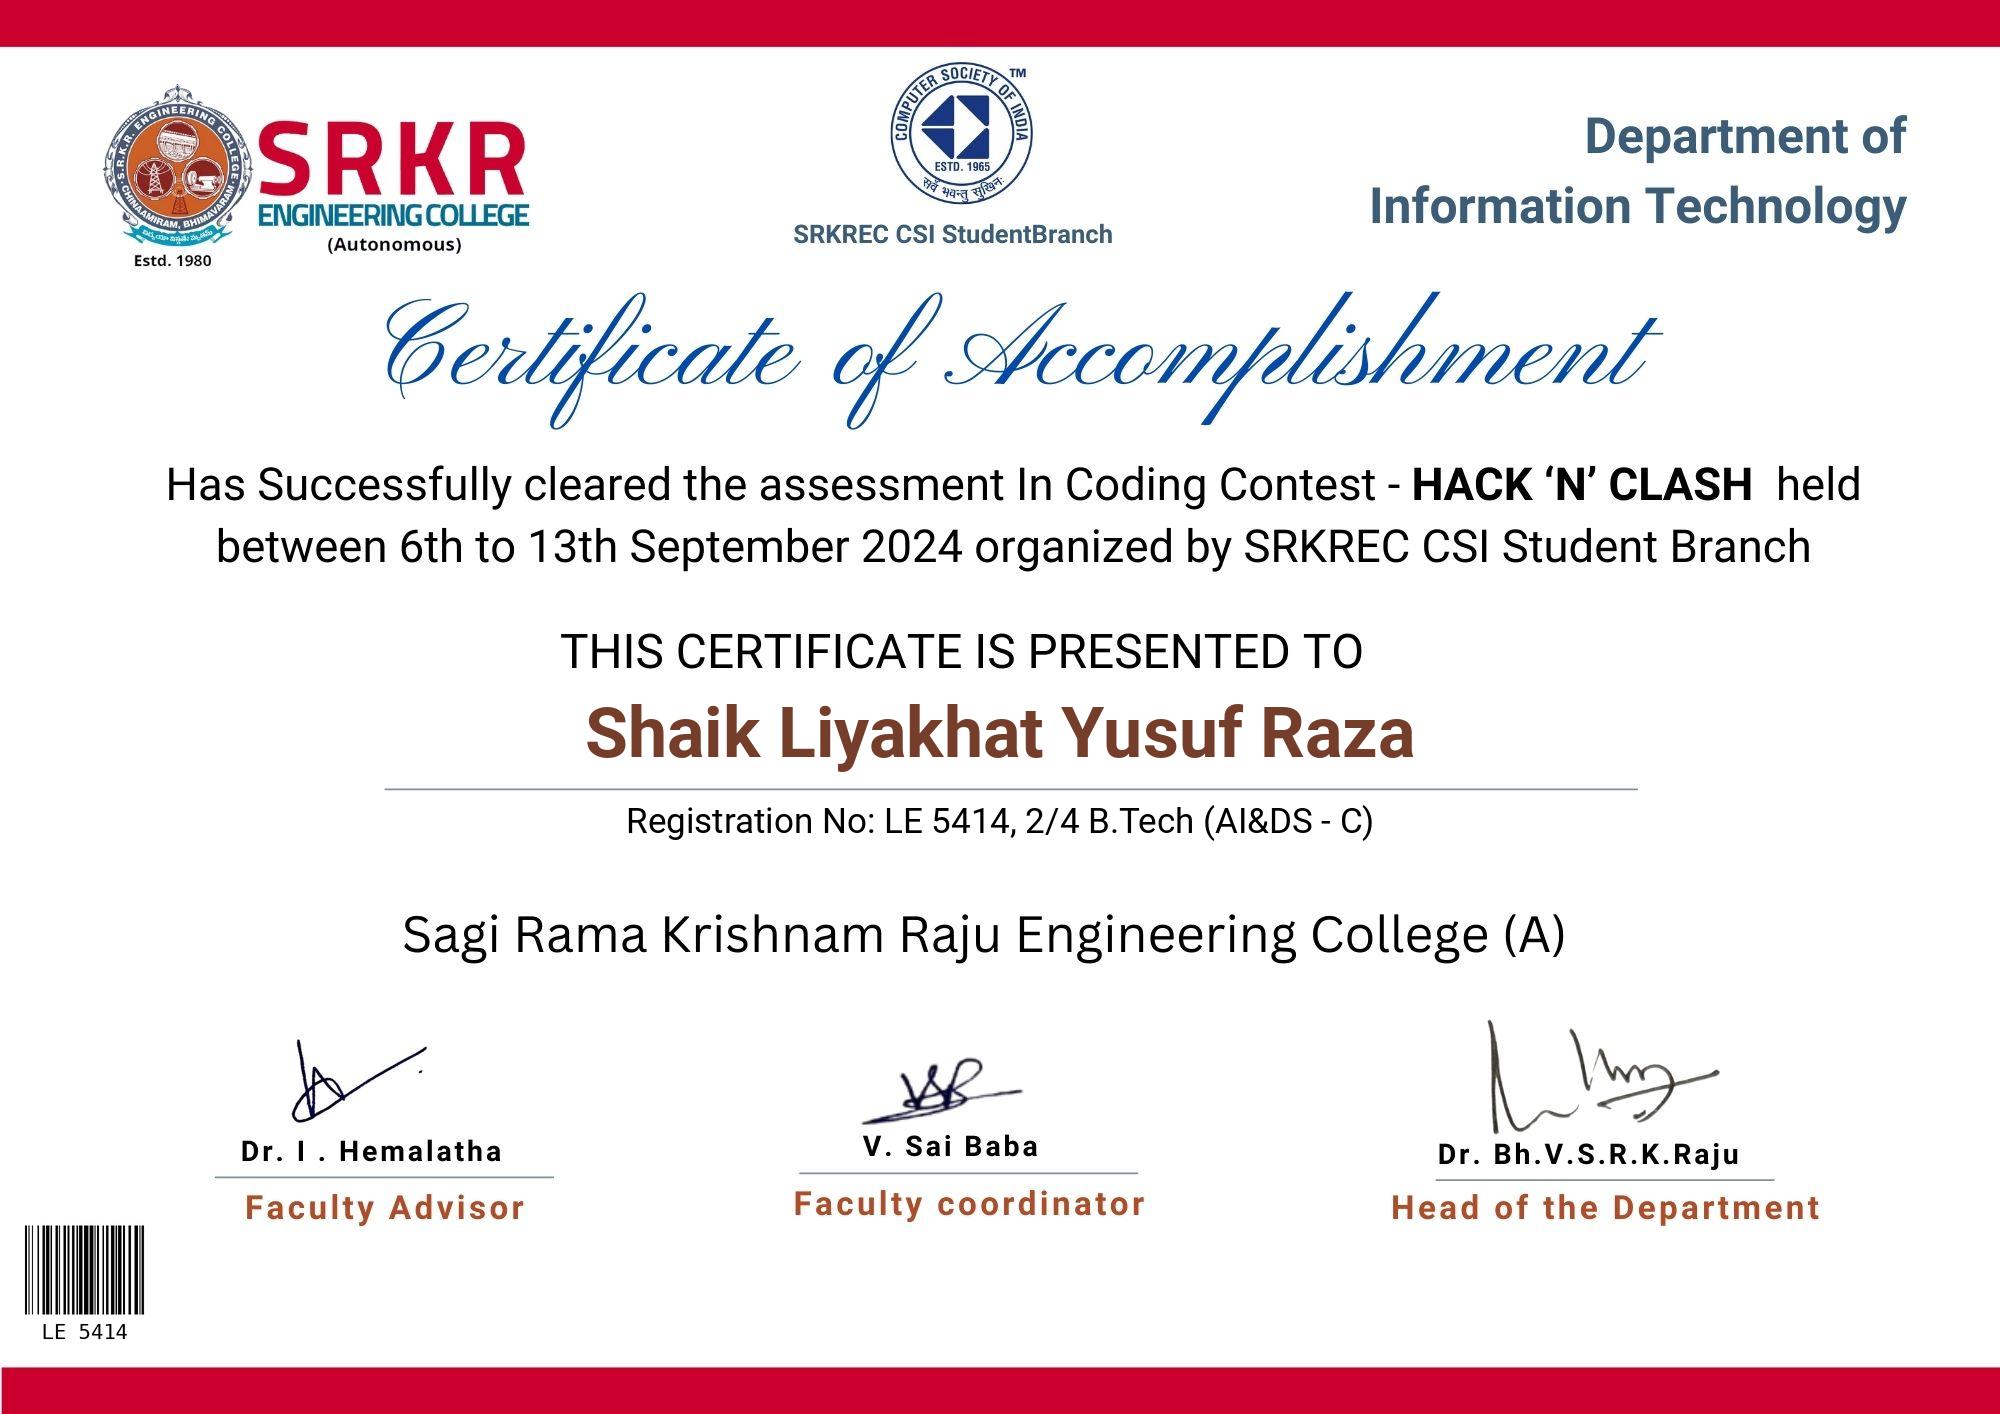 S.R.K.R. ENGINEERING COLLEGE
CHINAAMIRAM, BHIMAVARAM
Estd. 1980
SRKR
ENGINEERING COLLEGE
(Autonomous)
COMPUTER SOCIETY OF INDIA
TM
ESTD. 1965
सर्वे भवन्तु सुखिनः
SRKREC CSI StudentBranch
Department of
Information Technology
Certificate of Accomplishment
Has Successfully cleared the assessment In Coding Contest - HACK ‘N’ CLASH held
between 6th to 13th September 2024 organized by SRKREC CSI Student Branch
THIS CERTIFICATE IS PRESENTED TO
Shaik Liyakhat Yusuf Raza
Registration No: LE 5414, 2/4 B.Tech (AI&DS - C)
Sagi Rama Krishnam Raju Engineering College (A)
Dr. I . Hemalatha
Faculty Advisor
V. Sai Baba
Faculty coordinator
Dr. Bh.V.S.R.K.Raju
Head of the Department
LE 5414